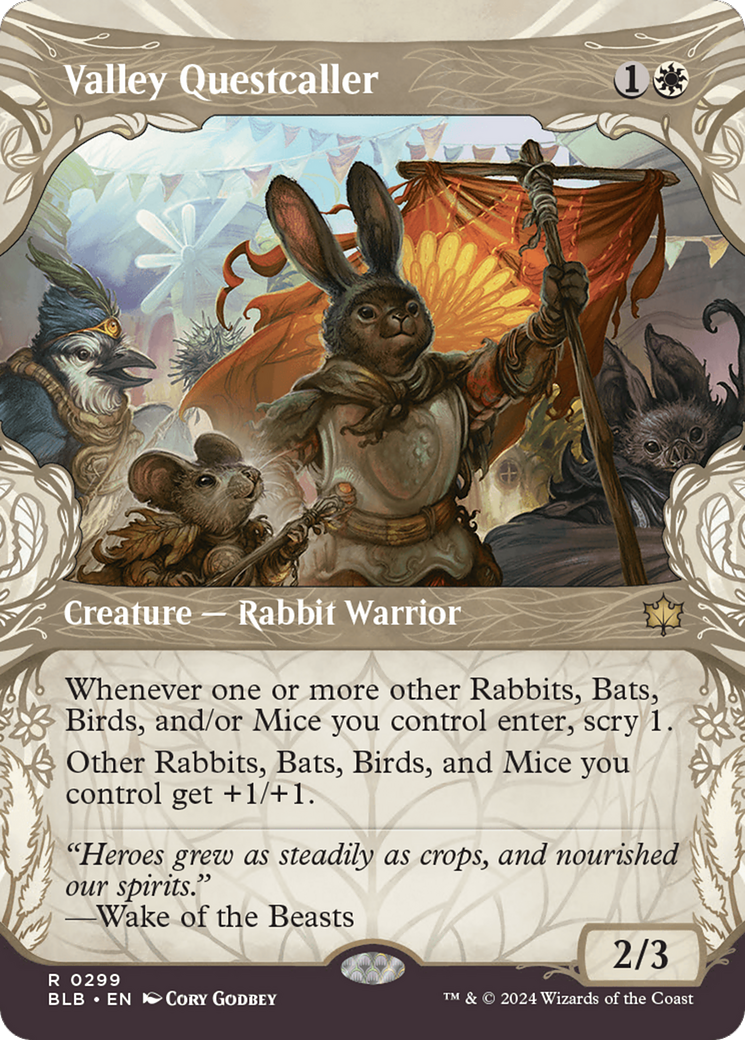 Valley Questcaller 1
Creature — Rabbit Warrior
Whenever one or more other Rabbits, Bats,
Birds, and/or Mice you control enter, scry 1.
Other Rabbits, Bats, Birds, and Mice you
control get +1/+1.
“Heroes grew as steadily as crops, and nourished
our spirits.”
—Wake of the Beasts
2/3
R 0299
BLB • EN Cory Godbey
™ & © 2024 Wizards of the Coast